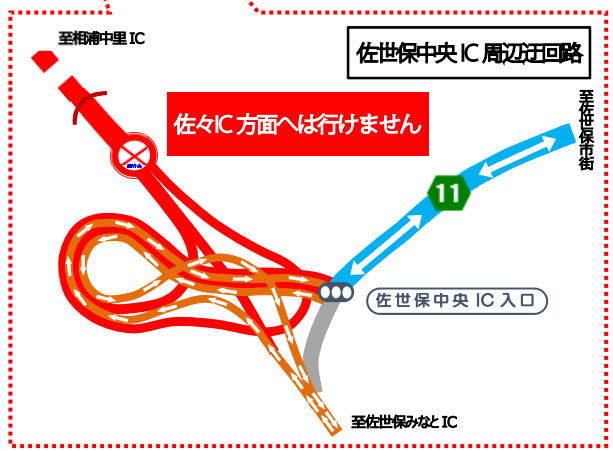 至相浦中里 IC
佐世保中央 IC 周辺迂回路
佐々IC 方面へは行けません
至佐世保市街
11
佐世保中央 IC 入口
至佐世保みなと IC